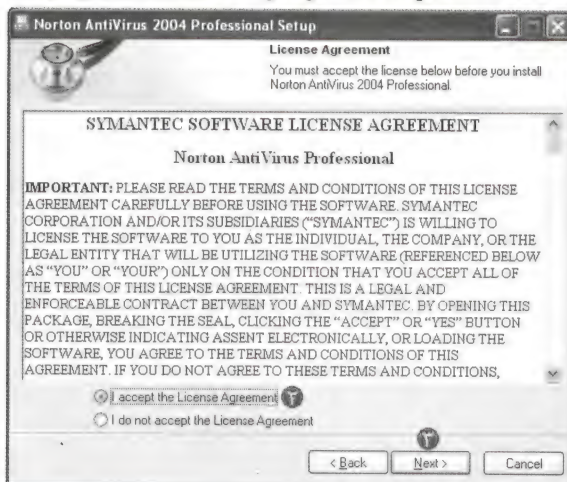 Norton AntiVirus 2004 Professional Setup
License Agreement
You must accept the license below before you install
Norton AntiVirus 2004 Professional.
SYMANTEC SOFTWARE LICENSE AGREEMENT
Norton AntiVirus Professional
IMPORTANT: PLEASE READ THE TERMS AND CONDITIONS OF THIS LICENSE
AGREEMENT CAREFULLY BEFORE USING THE SOFTWARE. SYMANTEC
CORPORATION AND/OR ITS SUBSIDIARIES ("SYMANTEC") IS WILLING TO
LICENSE THE SOFTWARE TO YOU AS THE INDIVIDUAL, THE COMPANY, OR THE
LEGAL ENTITY THAT WILL BE UTILIZING THE SOFTWARE (REFERENCED BELOW
AS "YOU" OR "YOUR") ONLY ON THE CONDITION THAT YOU ACCEPT ALL OF
THE TERMS OF THIS LICENSE AGREEMENT. THIS IS A LEGAL AND
ENFORCEABLE CONTRACT BETWEEN YOU AND SYMANTEC. BY OPENING THIS
PACKAGE, BREAKING THE SEAL, CLICKING THE "ACCEPT" OR "YES" BUTTON
OR OTHERWISE INDICATING ASSENT ELECTRONICALLY, OR LOADING THE
SOFTWARE, YOU AGREE TO THE TERMS AND CONDITIONS OF THIS
AGREEMENT. IF YOU DO NOT AGREE TO THESE TERMS AND CONDITIONS,
I accept the License Agreement
I do not accept the License Agreement
< Back Next > Cancel